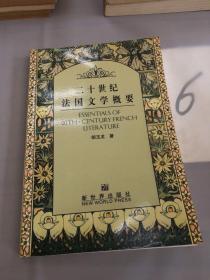 二十世纪
法国文学概要
ESSENTIALS OF
20TH-CENTURY FRENCH
LITERATURE
著
新世界出版社
NEW WORLD PRESS
6